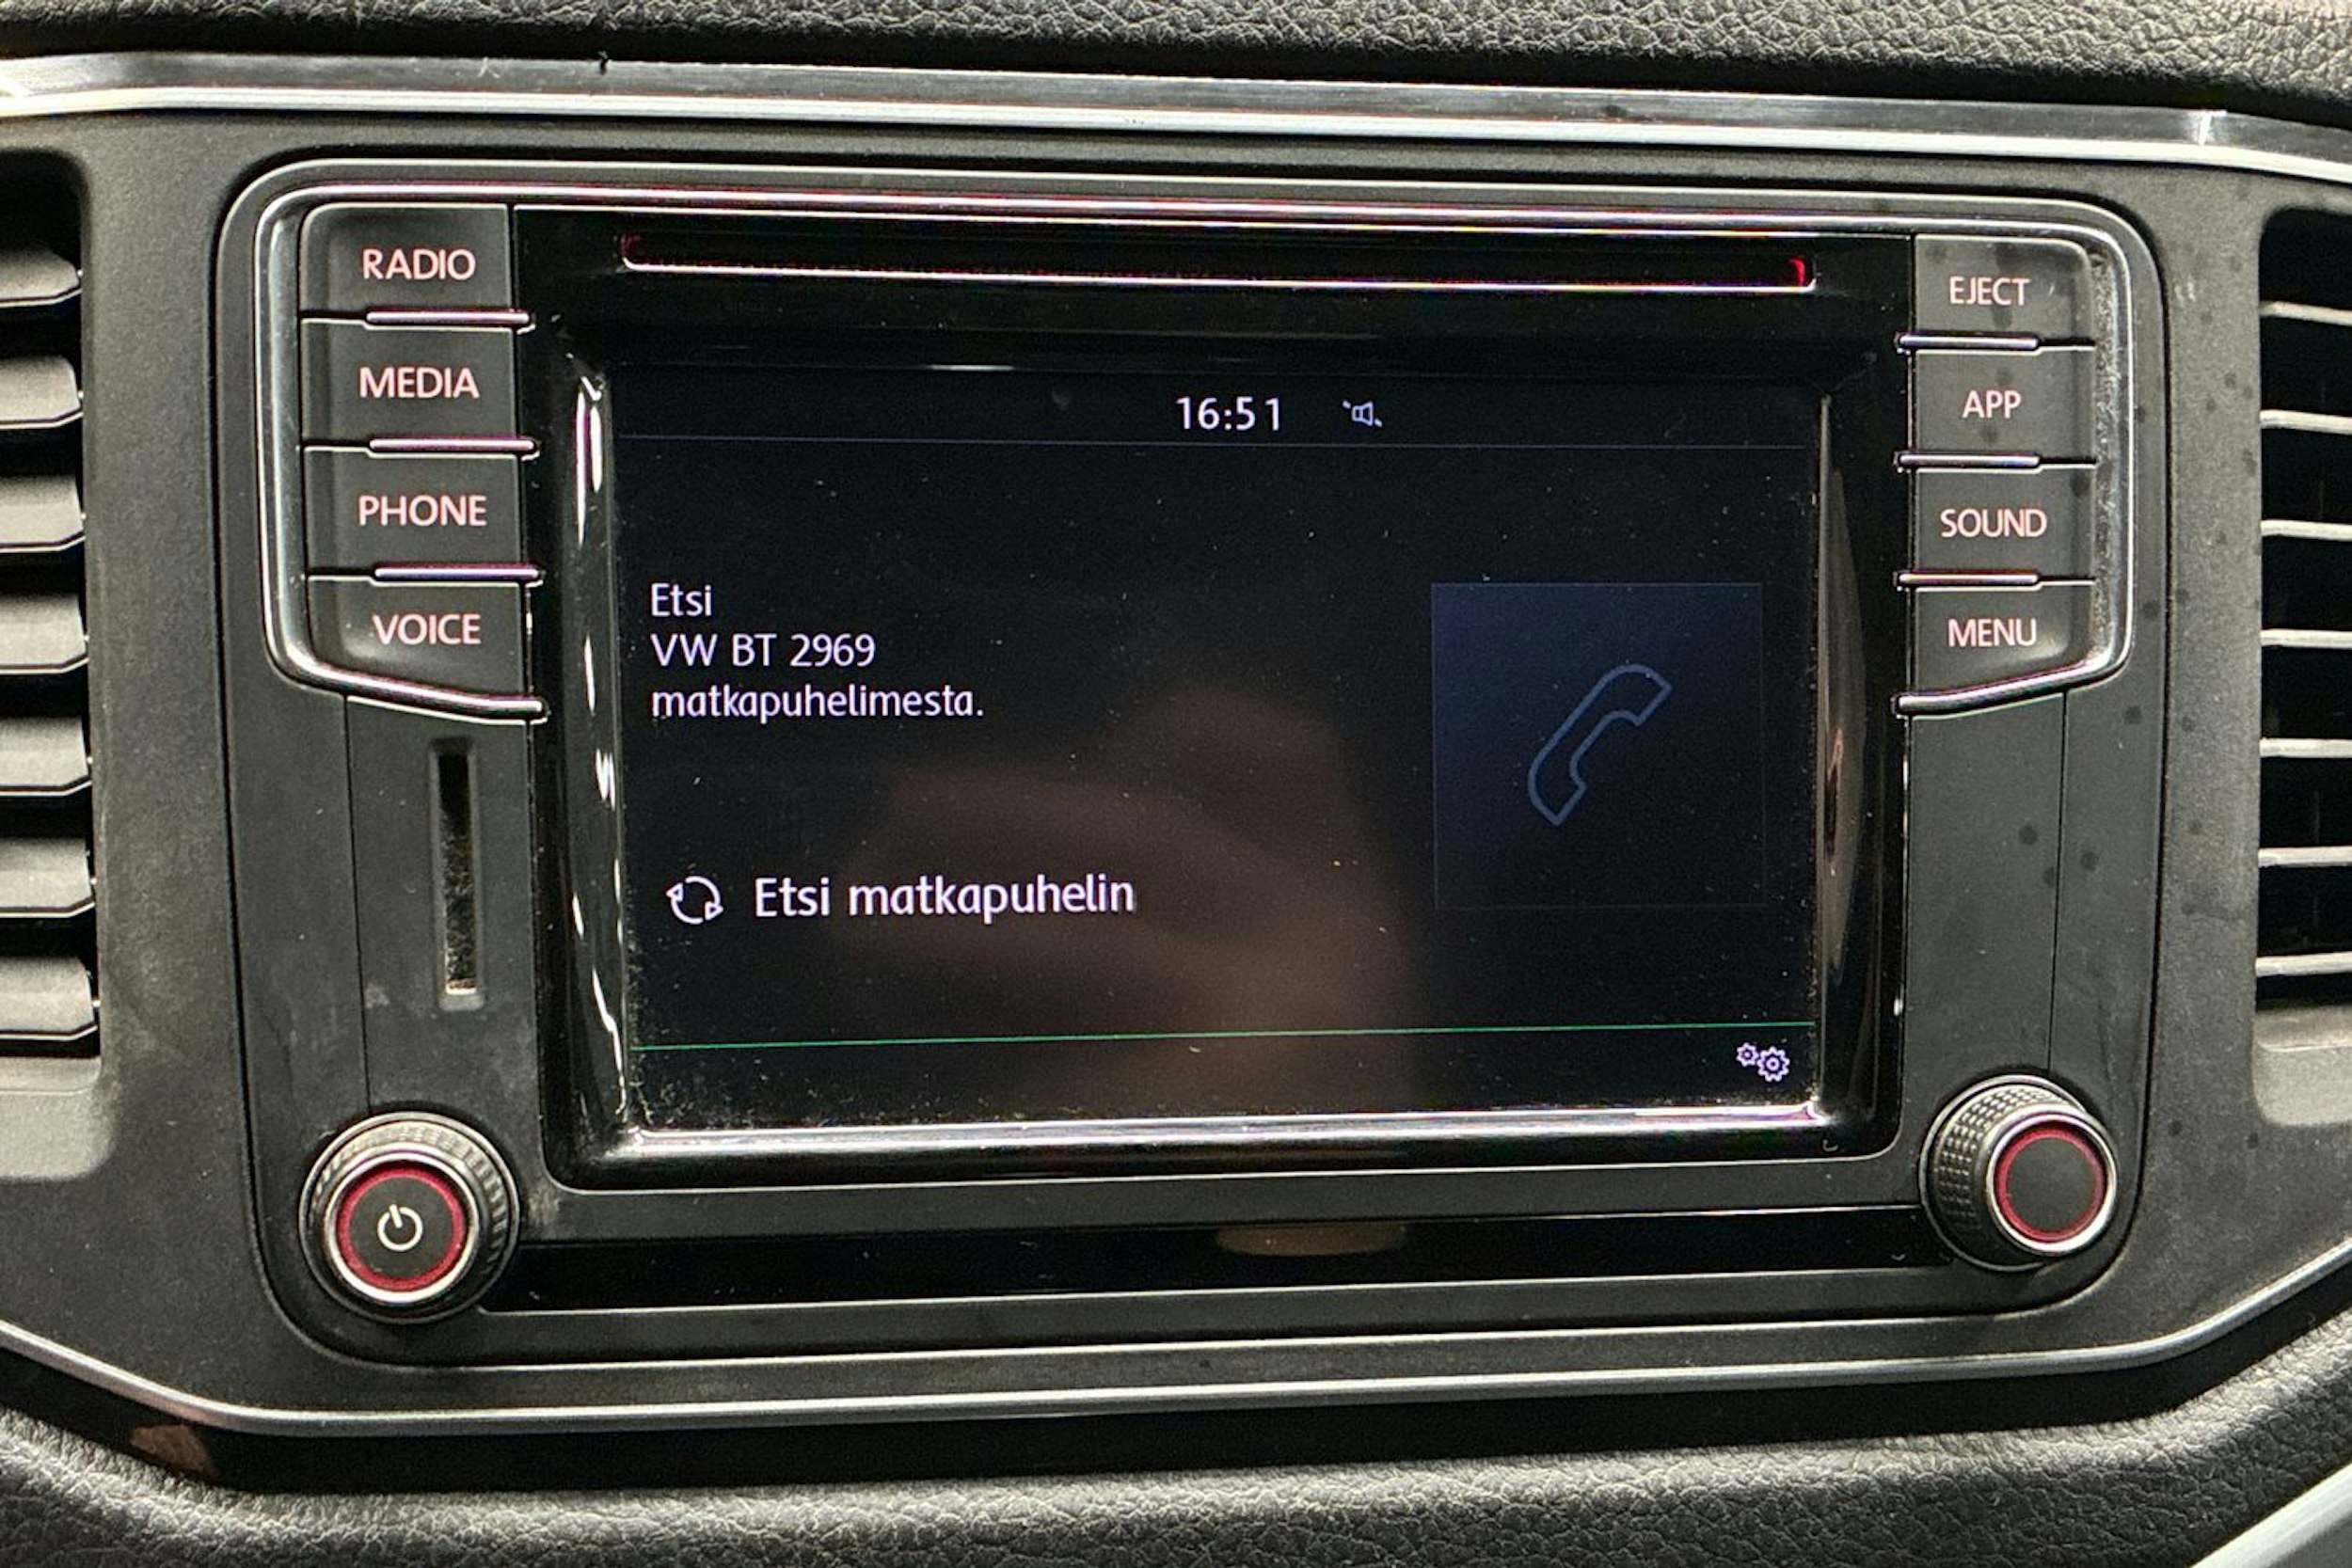 RADIO
MEDIA
PHONE
VOICE
16:51
Etsi
VW BT 2969
matkapuhelimesta.
Etsi matkapuhelin
EJECT
APP
SOUND
MENU